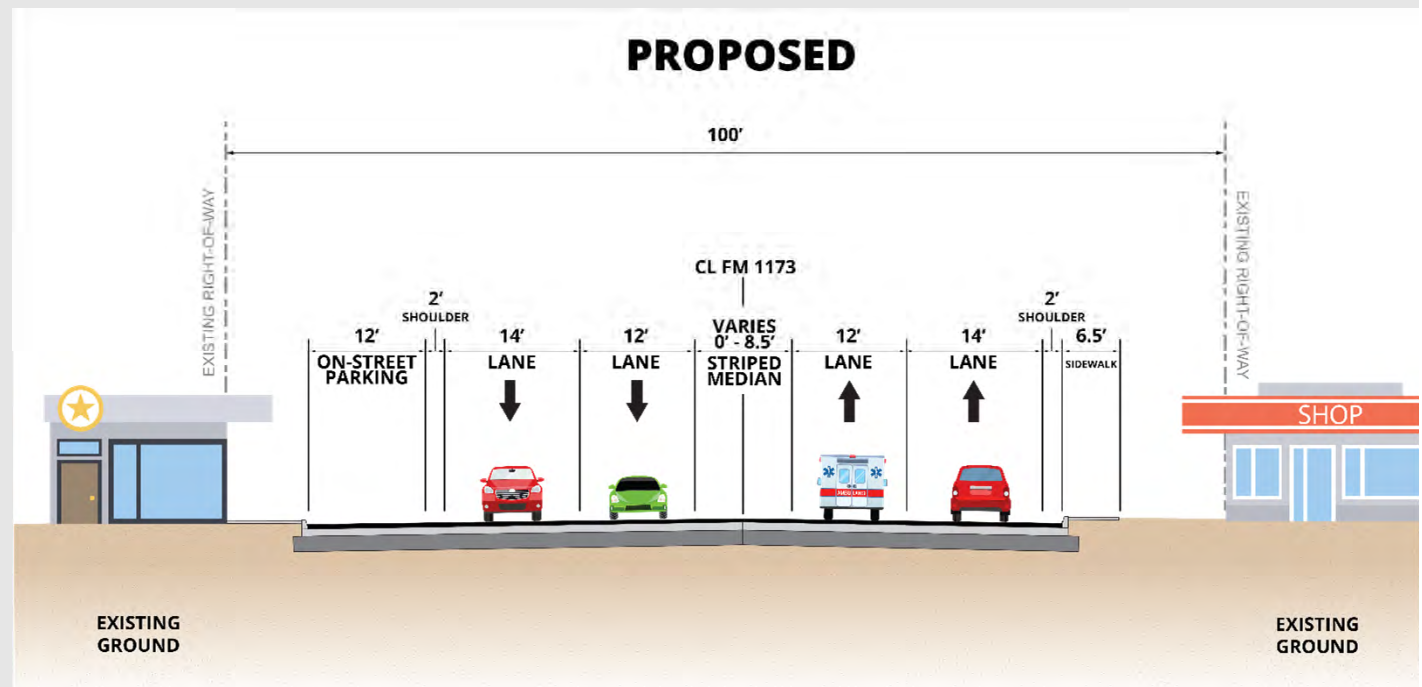 PROPOSED
100'
EXISTING RIGHT-OF-WAY
EXISTING RIGHT-OF-WAY
CL FM 1173
2'
SHOULDER
2'
SHOULDER
12'
ON-STREET
PARKING
14'
LANE
12'
LANE
VARIES
0' - 8.5'
STRIPED
MEDIAN
12'
LANE
14'
LANE
6.5'
SIDEWALK
SHOP
AMBULANCE
EXISTING
GROUND
EXISTING
GROUND